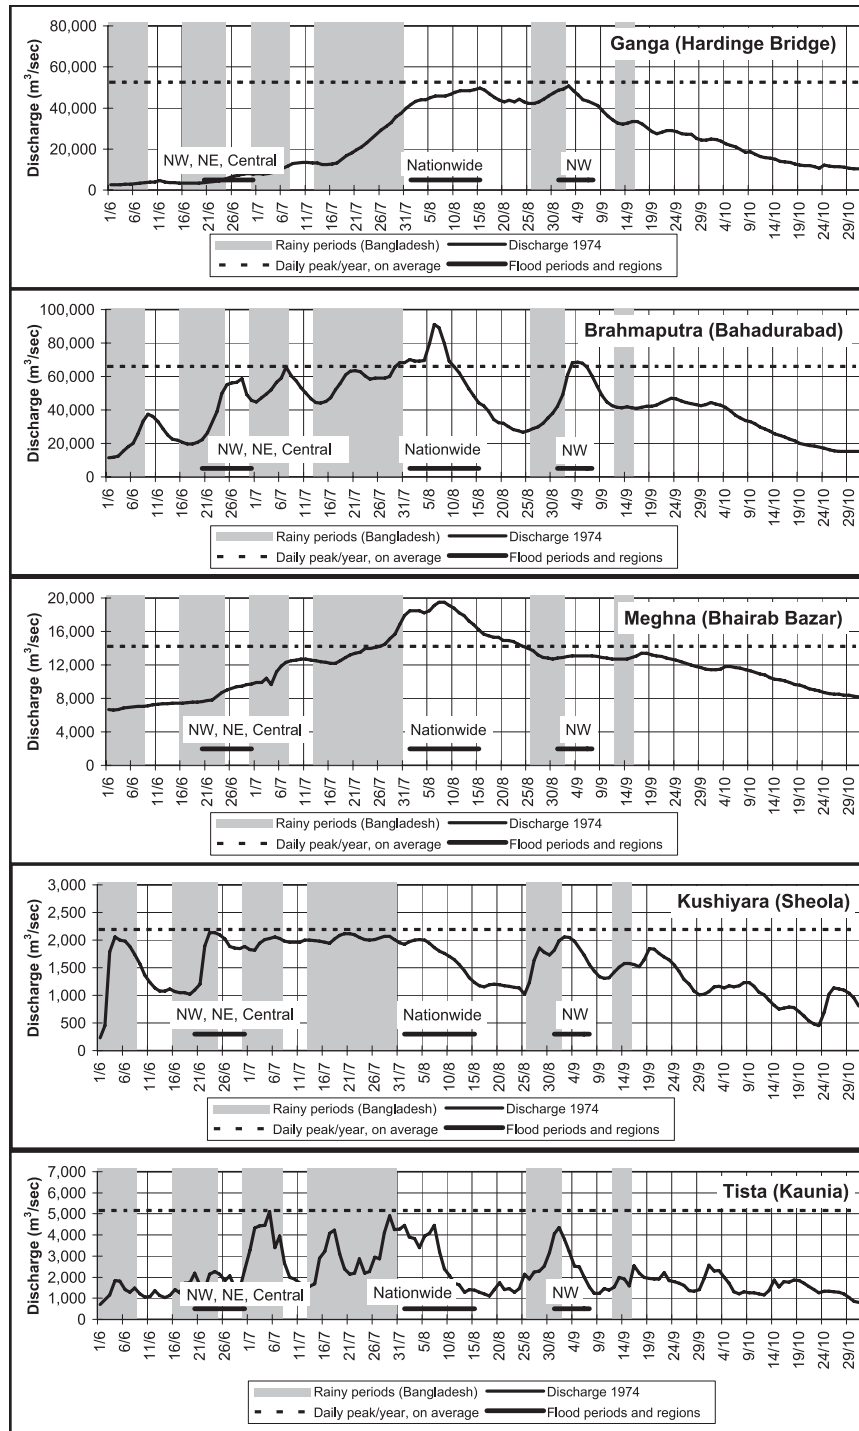 80,000
Ganga (Hardinge Bridge)
60,000
40,000
20,000
0
Discharge (m³/sec)
NW, NE, Central
Nationwide
NW
1/6 6/6 11/6 16/6 21/6 26/6 1/7 6/7 11/7 16/7 21/7 26/7 31/7 5/8 10/8 15/8 20/8 25/8 30/8 4/9 9/9 14/9 19/9 24/9 29/9 4/10 9/10 14/10 19/10 24/10 29/10
Rainy periods (Bangladesh) Discharge 1974
Daily peak/year, on average Flood periods and regions
100,000
Brahmaputra (Bahadurabad)
80,000
60,000
40,000
20,000
0
Discharge (m³/sec)
NW, NE, Central
Nationwide
NW
1/6 6/6 11/6 16/6 21/6 26/6 1/7 6/7 11/7 16/7 21/7 26/7 31/7 5/8 10/8 15/8 20/8 25/8 30/8 4/9 9/9 14/9 19/9 24/9 29/9 4/10 9/10 14/10 19/10 24/10 29/10
Rainy periods (Bangladesh) Discharge 1974
Daily peak/year, on average Flood periods and regions
20,000
Meghna (Bhairab Bazar)
16,000
12,000
8,000
4,000
0
Discharge (m³/sec)
NW, NE, Central
Nationwide
NW
1/6 6/6 11/6 16/6 21/6 26/6 1/7 6/7 11/7 16/7 21/7 26/7 31/7 5/8 10/8 15/8 20/8 25/8 30/8 4/9 9/9 14/9 19/9 24/9 29/9 4/10 9/10 14/10 19/10 24/10 29/10
Rainy periods (Bangladesh) Discharge 1974
Daily peak/year, on average Flood periods and regions
3,000
Kushiyara (Sheola)
2,500
2,000
1,500
1,000
500
0
Discharge (m³/sec)
NW, NE, Central
Nationwide
NW
1/6 6/6 11/6 16/6 21/6 26/6 1/7 6/7 11/7 16/7 21/7 26/7 31/7 5/8 10/8 15/8 20/8 25/8 30/8 4/9 9/9 14/9 19/9 24/9 29/9 4/10 9/10 14/10 19/10 24/10 29/10
Rainy periods (Bangladesh) Discharge 1974
Daily peak/year, on average Flood periods and regions
7,000
Tista (Kaunia)
6,000
5,000
4,000
3,000
2,000
1,000
0
Discharge (m³/sec)
NW, NE, Central
Nationwide
NW
1/6 6/6 11/6 16/6 21/6 26/6 1/7 6/7 11/7 16/7 21/7 26/7 31/7 5/8 10/8 15/8 20/8 25/8 30/8 4/9 9/9 14/9 19/9 24/9 29/9 4/10 9/10 14/10 19/10 24/10 29/10
Rainy periods (Bangladesh) Discharge 1974
Daily peak/year, on average Flood periods and regions